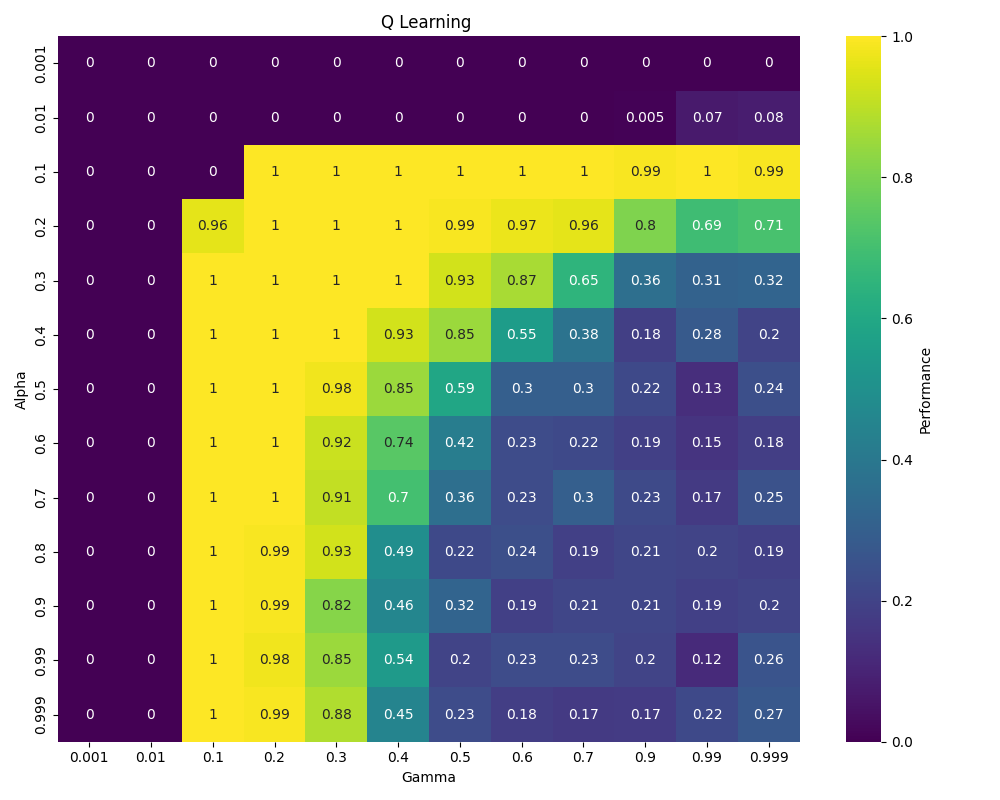 Q Learning
Alpha
0.001 0 0 0 0 0 0 0 0 0 0 0 0
0.01 0 0 0 0 0 0 0 0 0 0.005 0.07 0.08
0.1 0 0 0 1 1 1 1 1 1 0.99 1 0.99
0.2 0 0 0.96 1 1 1 0.99 0.97 0.96 0.8 0.69 0.71
0.3 0 0 1 1 1 1 0.93 0.87 0.65 0.36 0.31 0.32
0.4 0 0 1 1 1 0.93 0.85 0.55 0.38 0.18 0.28 0.2
0.5 0 0 1 1 0.98 0.85 0.59 0.3 0.3 0.22 0.13 0.24
0.6 0 0 1 1 0.92 0.74 0.42 0.23 0.22 0.19 0.15 0.18
0.7 0 0 1 1 0.91 0.7 0.36 0.23 0.3 0.23 0.17 0.25
0.8 0 0 1 0.99 0.93 0.49 0.22 0.24 0.19 0.21 0.2 0.19
0.9 0 0 1 0.99 0.82 0.46 0.32 0.19 0.21 0.21 0.19 0.2
0.99 0 0 1 0.98 0.85 0.54 0.2 0.23 0.23 0.2 0.12 0.26
0.999 0 0 1 0.99 0.88 0.45 0.23 0.18 0.17 0.17 0.22 0.27
0.001 0.01 0.1 0.2 0.3 0.4 0.5 0.6 0.7 0.9 0.99 0.999
Gamma
1.0
0.8
0.6
0.4
0.2
0.0
Performance